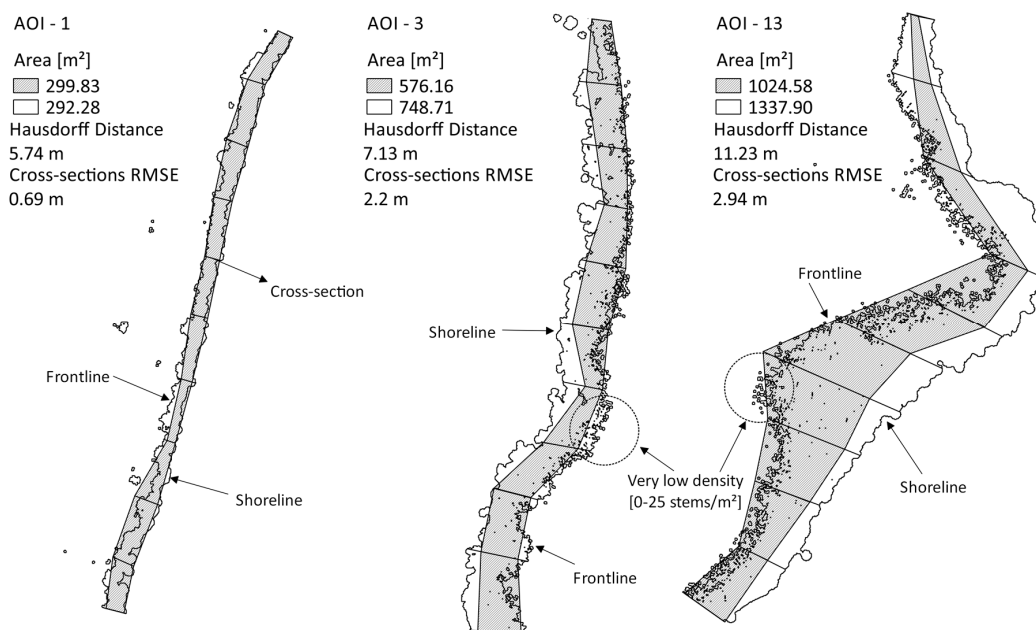 AOI - 1
Area [m²]
299.83
292.28
Hausdorff Distance
5.74 m
Cross-sections RMSE
0.69 m
Cross-section
Frontline
Shoreline
AOI - 3
Area [m²]
576.16
748.71
Hausdorff Distance
7.13 m
Cross-sections RMSE
2.2 m
Shoreline
Very low density
[0-25 stems/m²]
Frontline
AOI - 13
Area [m²]
1024.58
1337.90
Hausdorff Distance
11.23 m
Cross-sections RMSE
2.94 m
Frontline
Shoreline